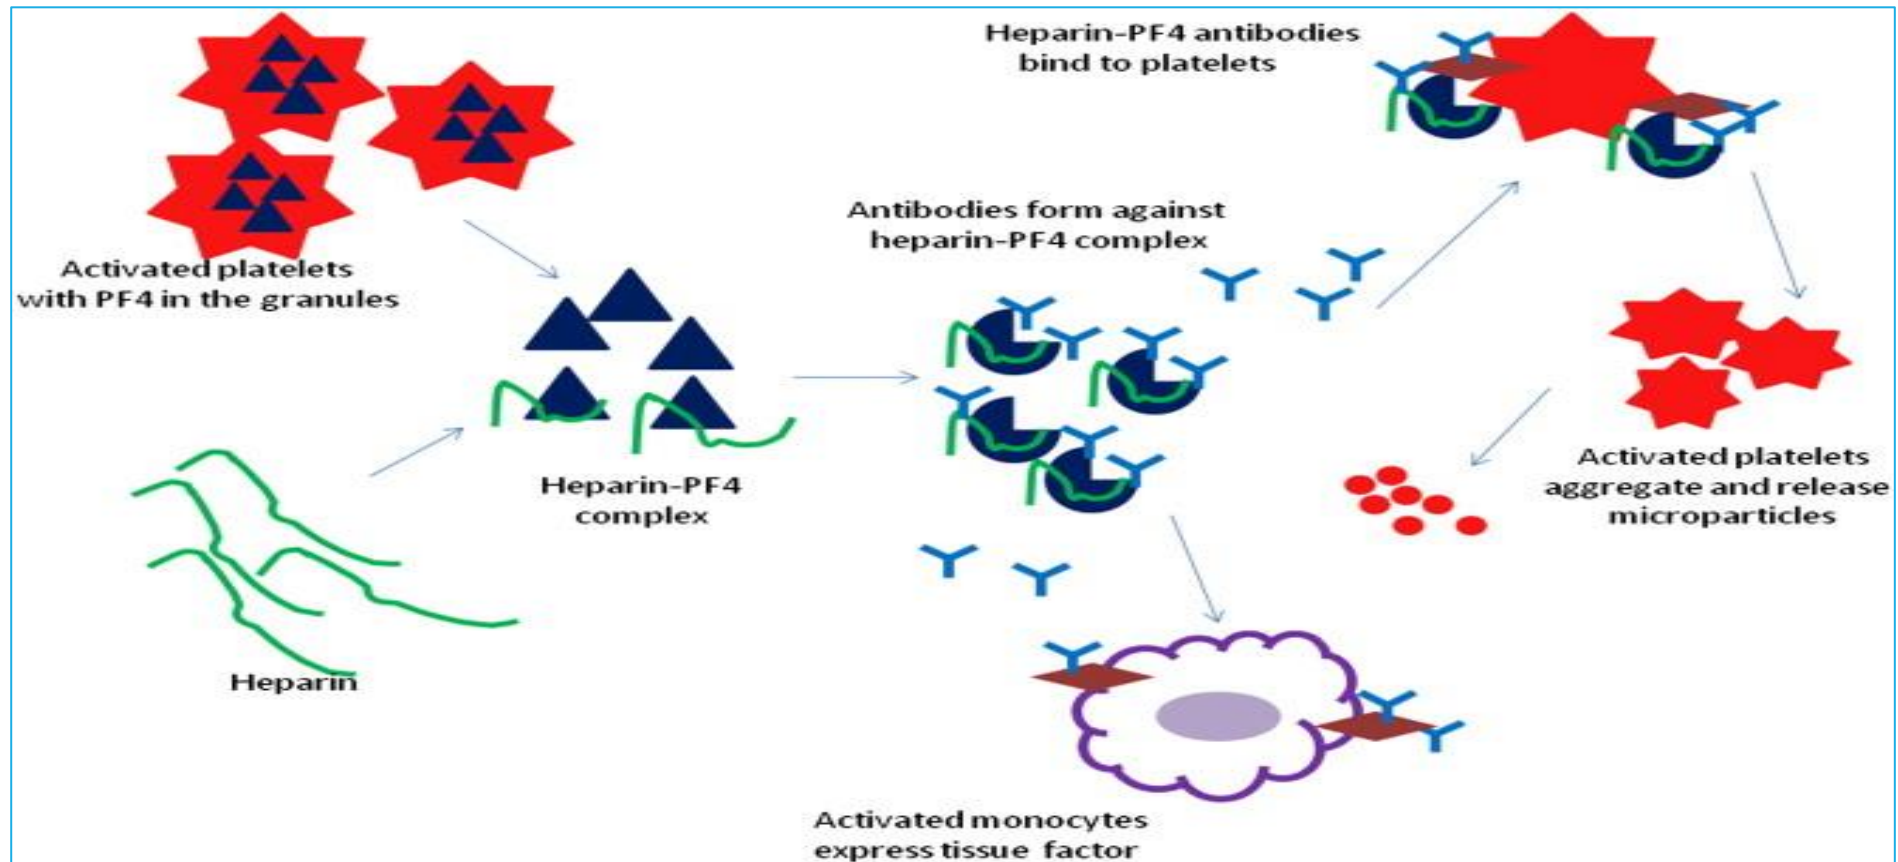 Heparin-PF4 antibodies
bind to platelets
Activated platelets
with PF4 in the granules
Antibodies form against
heparin-PF4 complex
Heparin-PF4
complex
Activated platelets
aggregate and release
microparticles
Heparin
Activated monocytes
express tissue factor